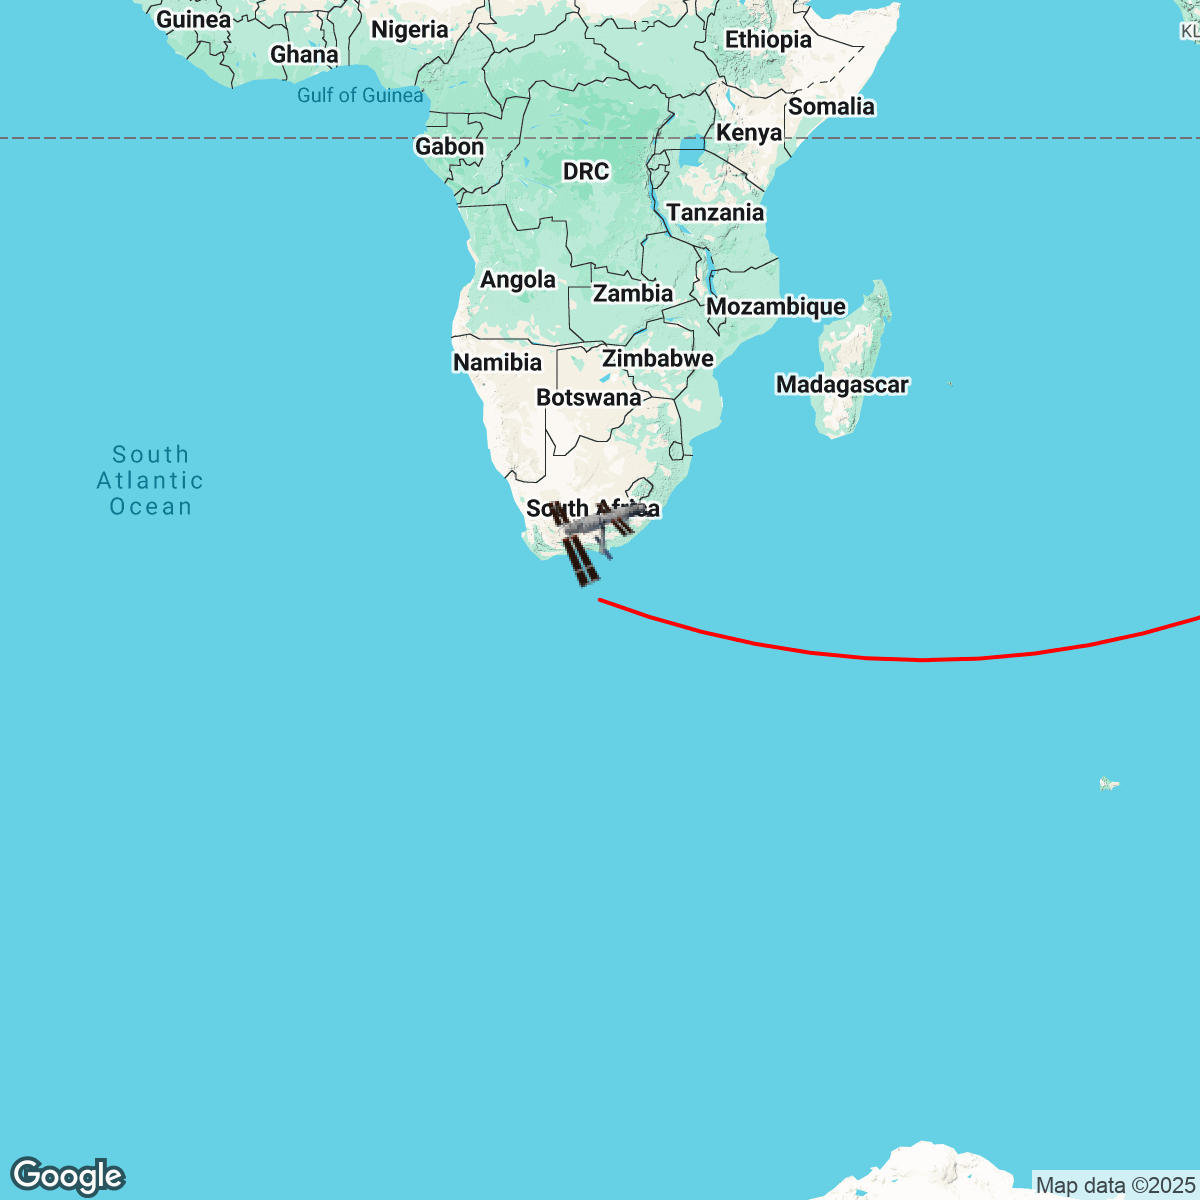 Guinea
Nigeria
Ghana
Ethiopia
KL
Gulf of Guinea
Somalia
Kenya
Gabon
DRC
Tanzania
Angola
Zambia
Mozambique
Namibia
Zimbabwe
Madagascar
Botswana
South
Atlantic
Ocean
South Africa
Google
Map data ©2025